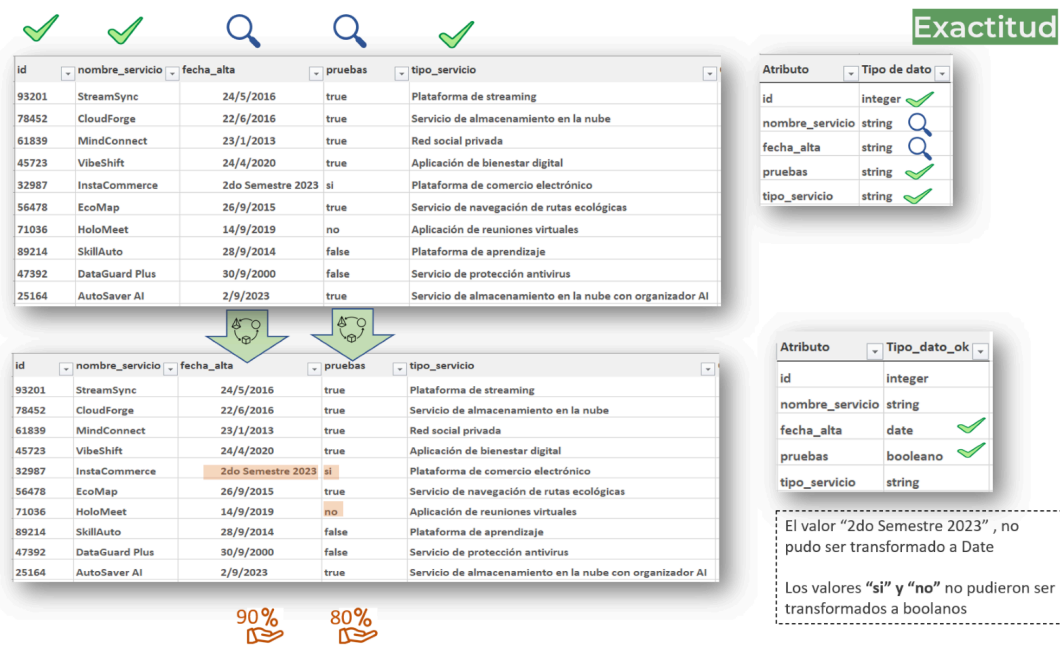 Exactitud
id nombre_servicio fecha_alta pruebas tipo_servicio
93201 StreamSync 24/5/2016 true Plataforma de streaming
78452 CloudForge 22/6/2016 true Servicio de almacenamiento en la nube
61839 MindConnect 23/1/2013 true Red social privada
45723 VibeShift 24/4/2020 true Aplicación de bienestar digital
32987 InstaCommerce 2do Semestre 2023 si Plataforma de comercio electrónico
56478 EcoMap 26/9/2015 true Servicio de navegación de rutas ecológicas
71036 HoloMeet 14/9/2019 no Aplicación de reuniones virtuales
89214 SkillAuto 28/9/2014 false Plataforma de aprendizaje
47392 DataGuard Plus 30/9/2000 false Servicio de protección antivirus
25164 AutoSaver AI 2/9/2023 true Servicio de almacenamiento en la nube con organizador AI
Atributo Tipo de dato
id integer
nombre_servicio string
fecha_alta string
pruebas string
tipo_servicio string
id nombre_servicio fecha_alta pruebas tipo_servicio
93201 StreamSync 24/5/2016 true Plataforma de streaming
78452 CloudForge 22/6/2016 true Servicio de almacenamiento en la nube
61839 MindConnect 23/1/2013 true Red social privada
45723 VibeShift 24/4/2020 true Aplicación de bienestar digital
32987 InstaCommerce 2do Semestre 2023 si Plataforma de comercio electrónico
56478 EcoMap 26/9/2015 true Servicio de navegación de rutas ecológicas
71036 HoloMeet 14/9/2019 no Aplicación de reuniones virtuales
89214 SkillAuto 28/9/2014 false Plataforma de aprendizaje
47392 DataGuard Plus 30/9/2000 false Servicio de protección antivirus
25164 AutoSaver AI 2/9/2023 true Servicio de almacenamiento en la nube con organizador AI
Atributo Tipo_dato_ok
id integer
nombre_servicio string
fecha_alta date
pruebas booleano
tipo_servicio string
El valor “2do Semestre 2023” , no
pudo ser transformado a Date
Los valores “si” y “no” no pudieron ser
transformados a boolanos
90% 80%